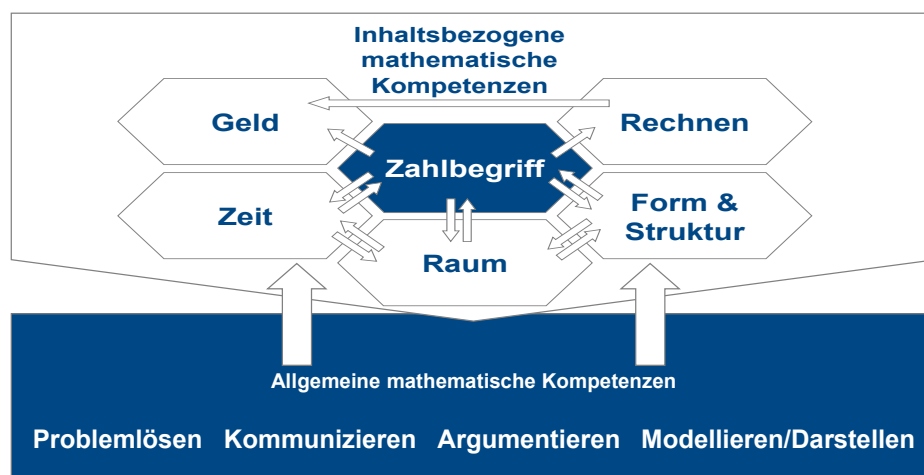 Inhaltsbezogene
mathematische
Kompetenzen
Geld
Rechnen
Zahlbegriff
Zeit
Form &
Struktur
Raum
Allgemeine mathematische Kompetenzen
Problemlösen Kommunizieren Argumentieren Modellieren/Darstellen